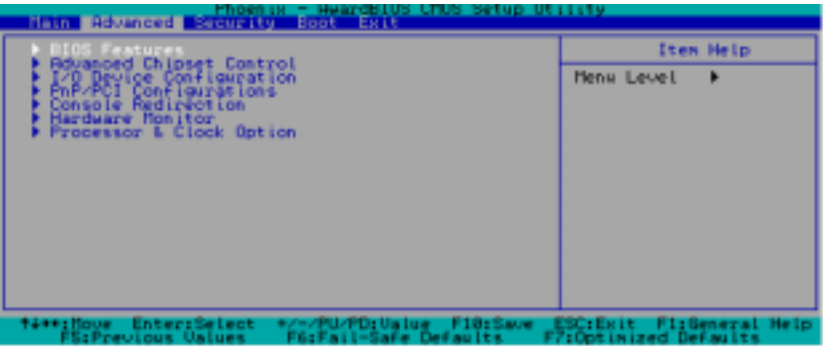 Phoenix - AwardBIOS CMOS Setup Utility
Main Advanced Security Boot Exit
BIOS Features
Advanced Chipset Control
I/O Device Configuration
PnP/PCI Configurations
Console Redirection
Hardware Monitor
Processor & Clock Option
Item Help
Menu Level
:Move Enter:Select +/-/PU/PD:Value F10:Save ESC:Exit F1:General Help
F5:Previous Values F6:Fail-Safe Defaults F7:Optimized Defaults